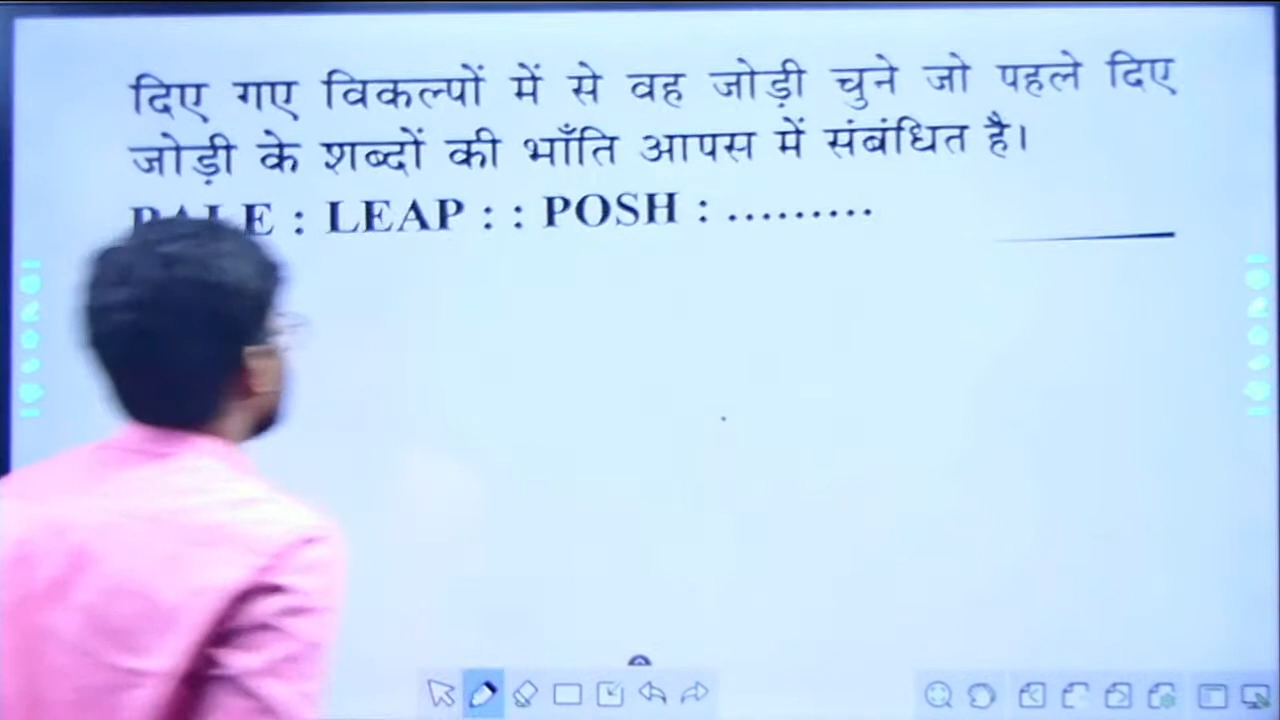 दिए गए विकल्पों में से वह जोड़ी चुने जो पहले दिए
जोड़ी के शब्दों की भाँति आपस में संबंधित है।
: LEAP : : POSH : .........